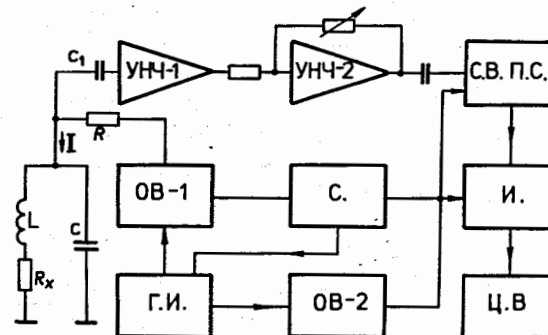 C₁
УНЧ-1
УНЧ-2
С.В. П.С.
R
I
ОВ-1
С.
И.
L
C
Rₓ
Г.И.
ОВ-2
Ц.В